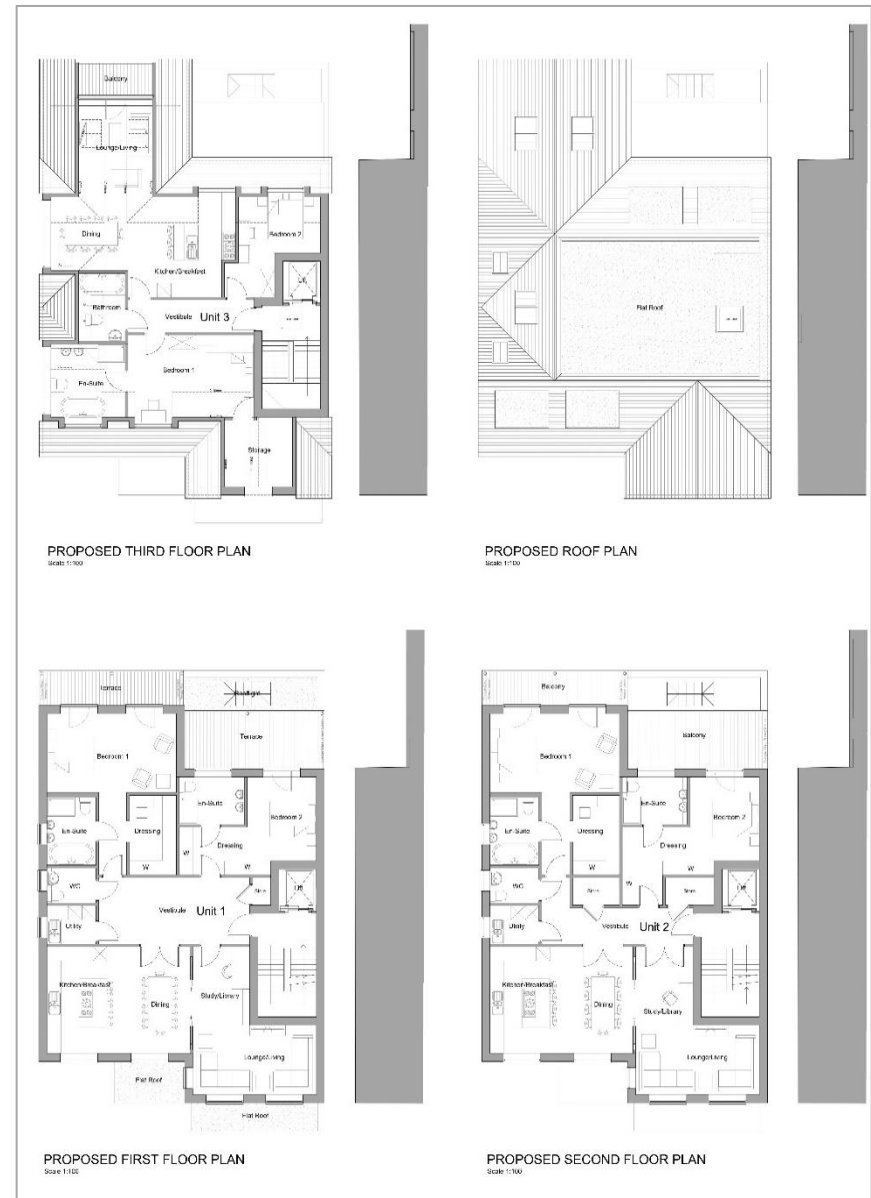 Balcony
Lounge/Living
Dining
Bedroom 2
Kitchen/Breakfast
Lift
Bathroom
Vestibule
Unit 3
Bedroom 1
En-Suite
Storage
PROPOSED THIRD FLOOR PLAN
Scale 1:100
Flat Roof
PROPOSED ROOF PLAN
Scale 1:100
Terrace
Rooflight
Terrace
Bedroom 1
En-Suite
Bedroom 2
En-Suite
Dressing
Dressing
W
W
W
WC
Store
Lift
Vestibule
Unit 1
Utility
Kitchen/Breakfast
Dining
Study/Library
Lounge/Living
Flat Roof
Flat Roof
PROPOSED FIRST FLOOR PLAN
Scale 1:100
Balcony
Balcony
Bedroom 1
En-Suite
Bedroom 2
En-Suite
Dressing
Dressing
W
W
W
WC
Store
Store
Lift
Utility
Vestibule
Unit 2
Kitchen/Breakfast
Dining
Study/Library
Lounge/Living
PROPOSED SECOND FLOOR PLAN
Scale 1:100